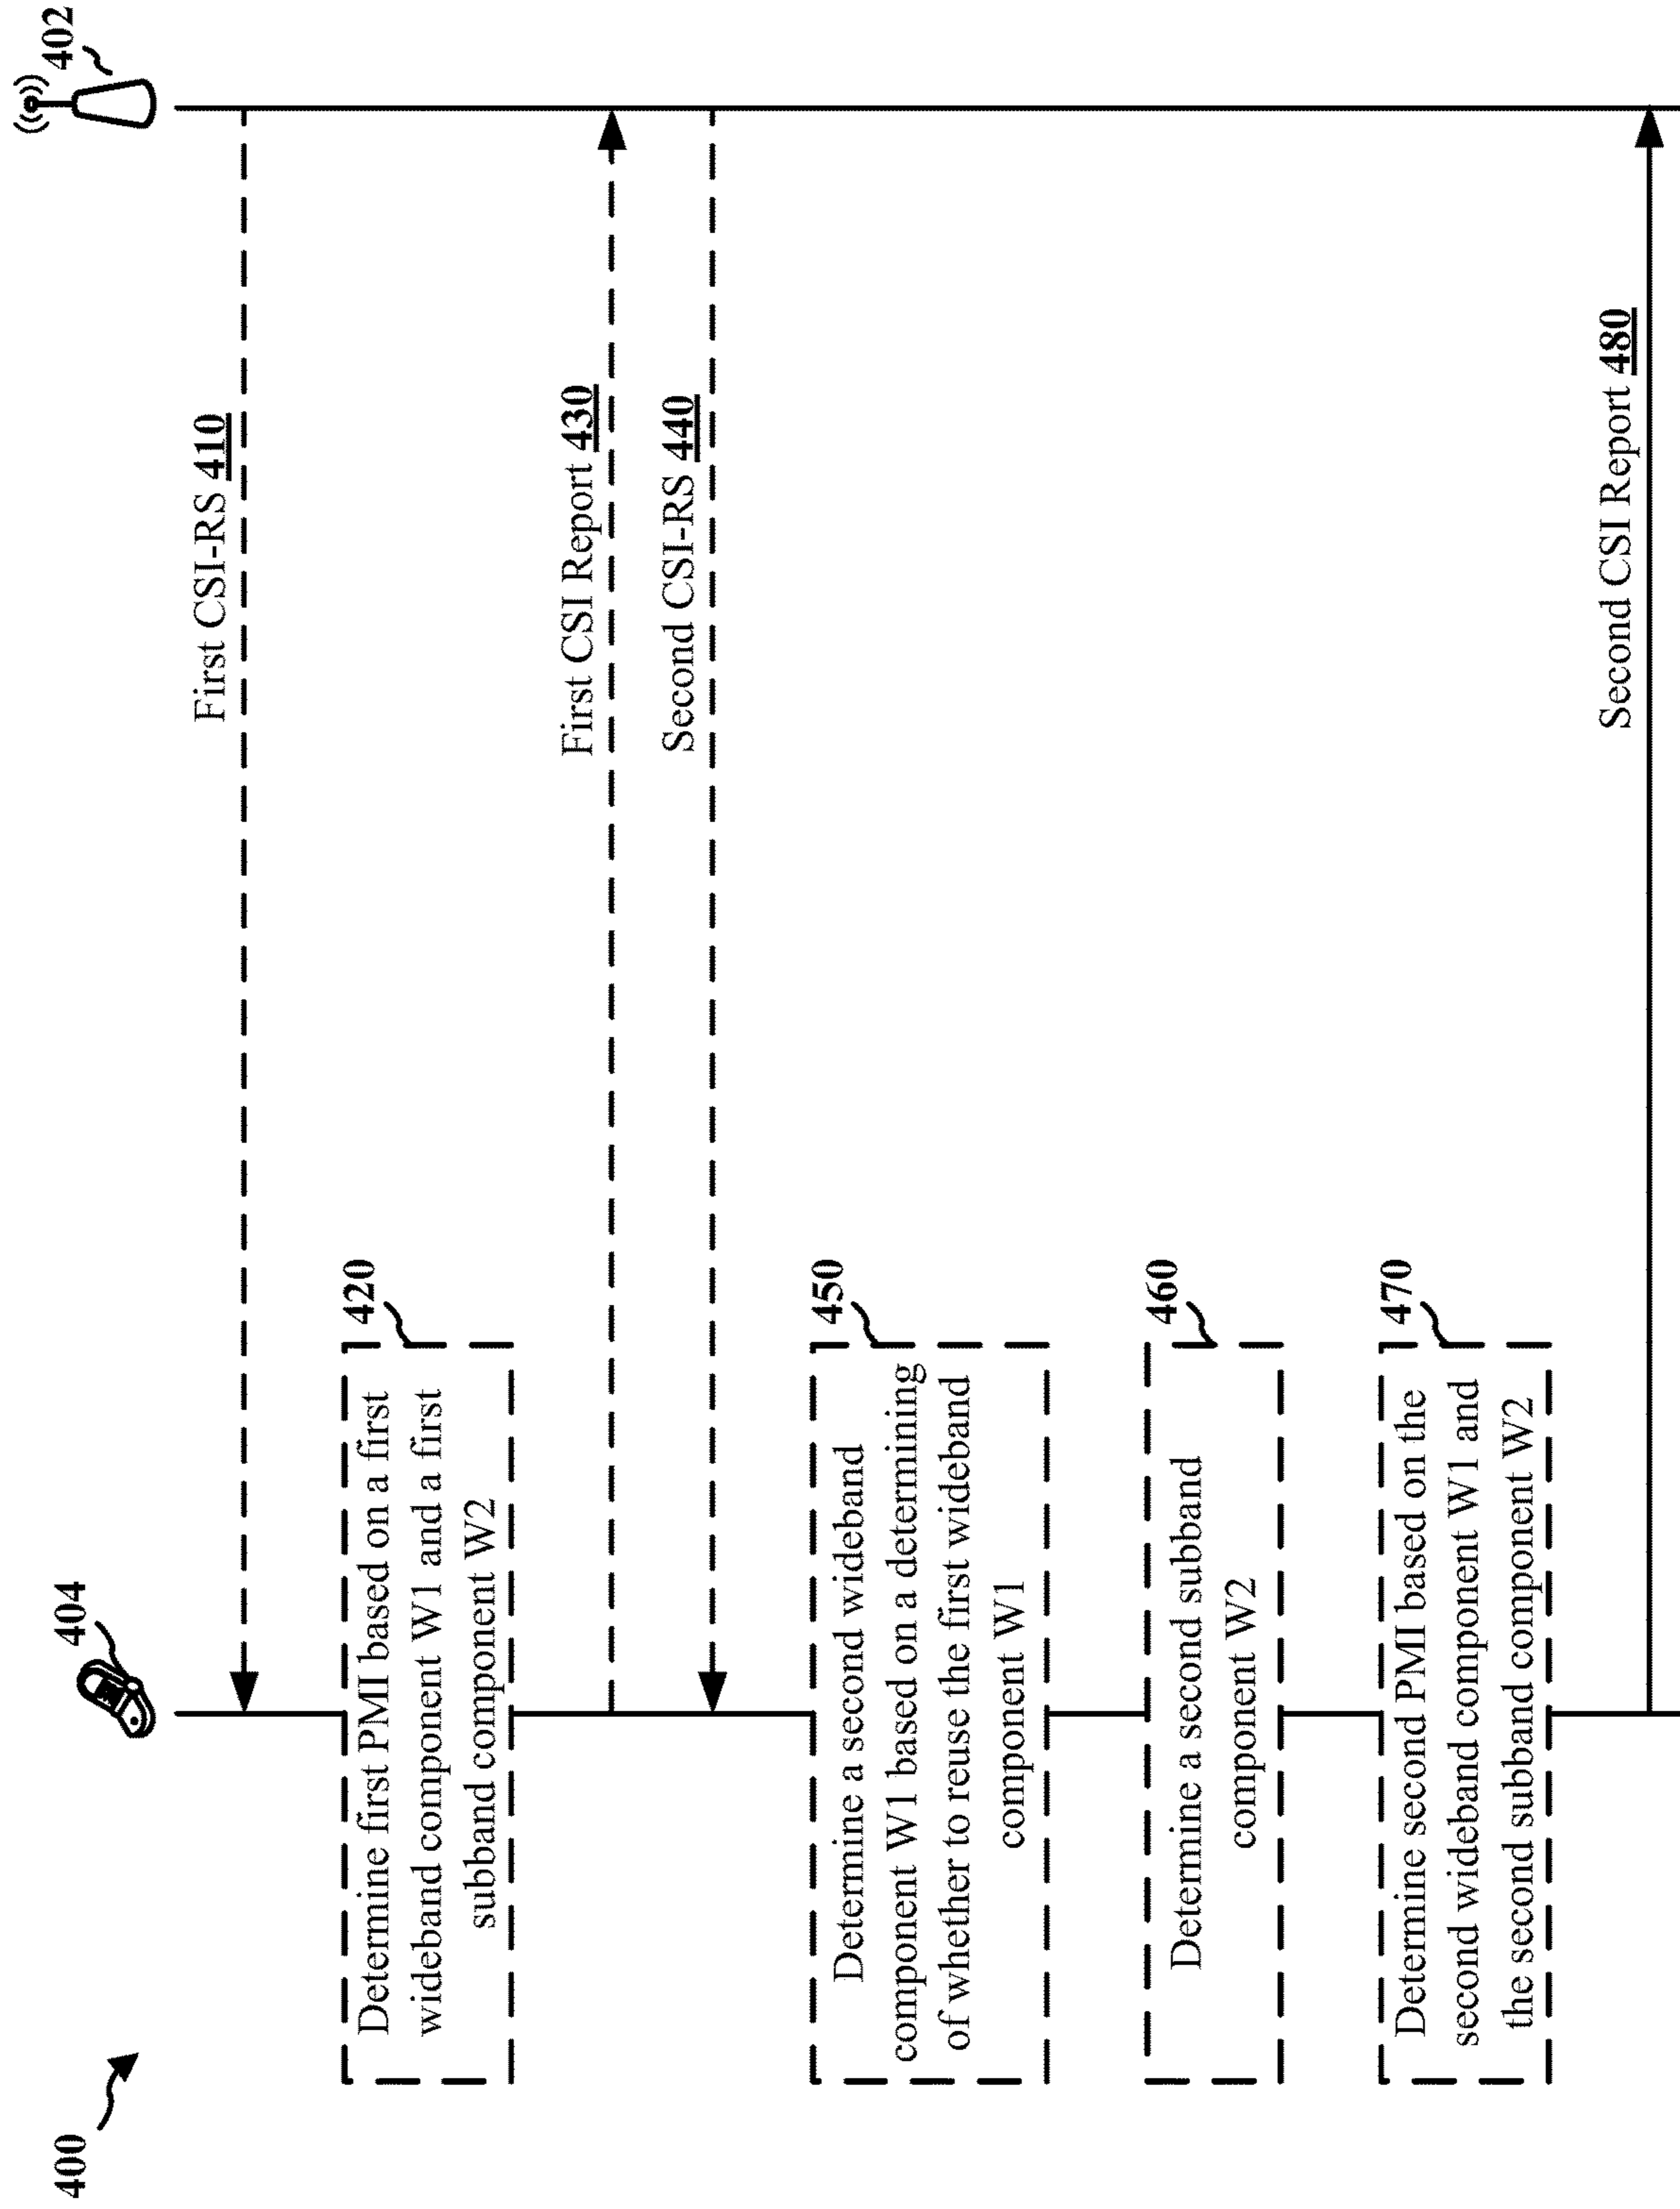 400
404
402
First CSI-RS 410
420
Determine first PMI based on a first
wideband component W1 and a first
subband component W2
First CSI Report 430
Second CSI-RS 440
450
Determine a second wideband
component W1 based on a determining
of whether to reuse the first wideband
component W1
460
Determine a second subband
component W2
470
Determine second PMI based on the
second wideband component W1 and
the second subband component W2
Second CSI Report 480